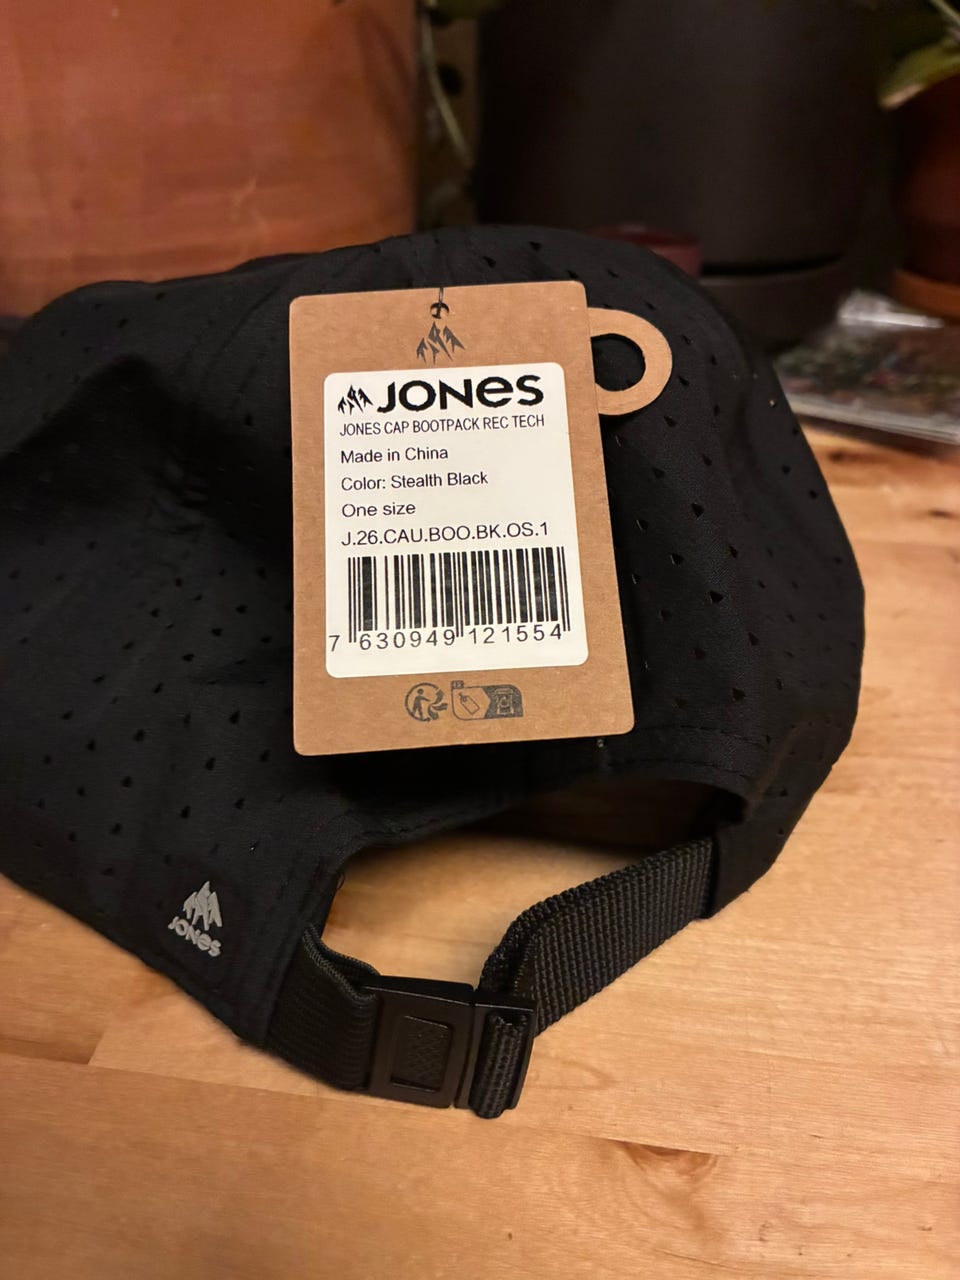 JONES
JONES CAP BOOTPACK REC TECH
Made in China
Color: Stealth Black
One size
J.26.CAU.BOO.BK.OS.1
7 630949 121554
JONES